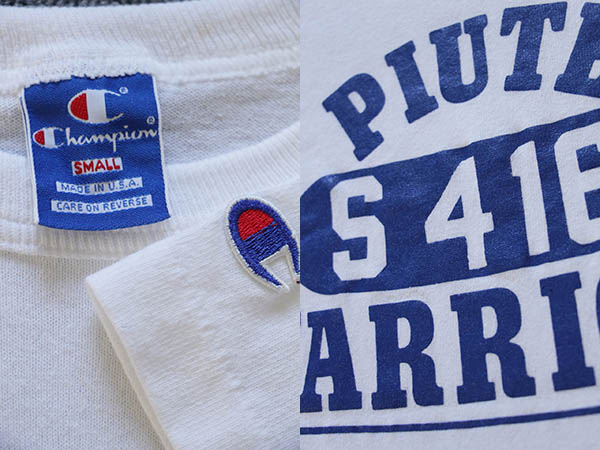 Champion
SMALL
MADE IN U.S.A.
CARE ON REVERSE
PIUTE
S 416
ARRI